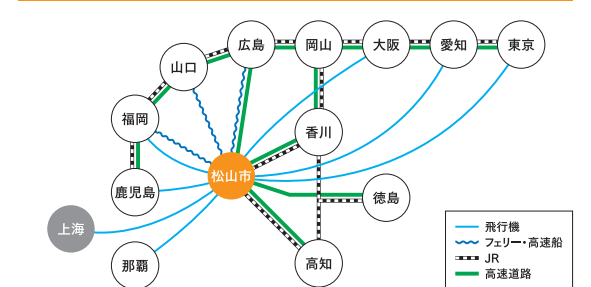 広島
岡山
大阪
愛知
東京
山口
福岡
香川
松山市
鹿児島
徳島
上海
那覇
高知
飛行機
フェリー・高速船
JR
高速道路